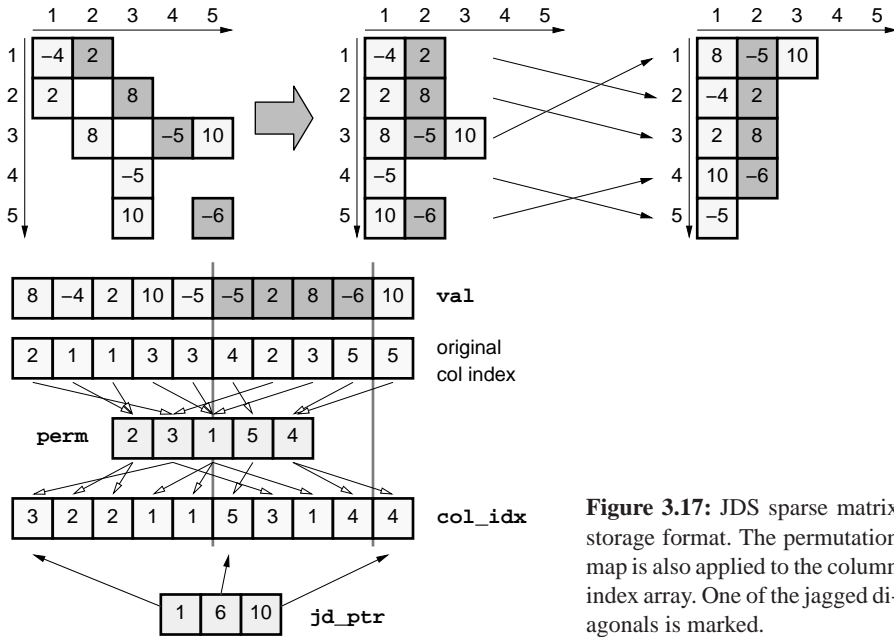 1 2 3 4 5 1 2 3 4 5 1 2 3 4 5
1 −4 2 1 −4 2 1 8 −5 10
2 2 8 2 2 8 2 −4 2
3 8 −5 10 3 8 −5 10 3 2 8
4 −5 4 −5 4 10 −6
5 10 −6 5 10 −6 5 −5
8 −4 2 10 −5 −5 2 8 −6 10 val
2 1 1 3 3 4 2 3 5 5 original
col index
perm 2 3 1 5 4
3 2 2 1 1 5 3 1 4 4 col_idx
1 6 10 jd_ptr
Figure 3.17: JDS sparse matrix
storage format. The permutation
map is also applied to the column
index array. One of the jagged di-
agonals is marked.